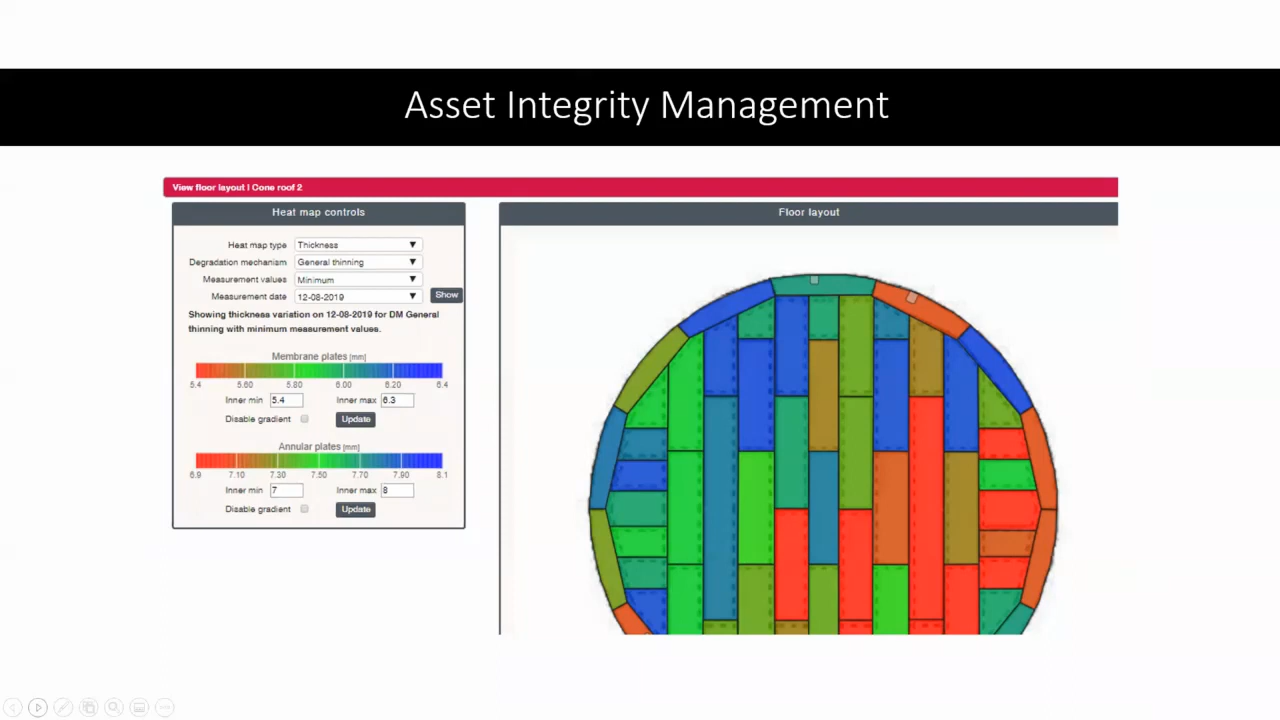 Asset Integrity Management
View floor layout | Cone roof 2
Heat map controls
Heat map type Thickness
Degradation mechanism General thinning
Measurement values Minimum
Measurement date 12-08-2019 Show
Showing thickness variation on 12-08-2019 for DM General
thinning with minimum measurement values.
Membrane plates [mm]
5.4 5.60 5.80 6.00 6.20 6.4
Inner min 5.4 Inner max 6.3
Disable gradient Update
Annular plates [mm]
6.9 7.10 7.30 7.50 7.70 7.90 8.1
Inner min 7 Inner max 8
Disable gradient Update
Floor layout